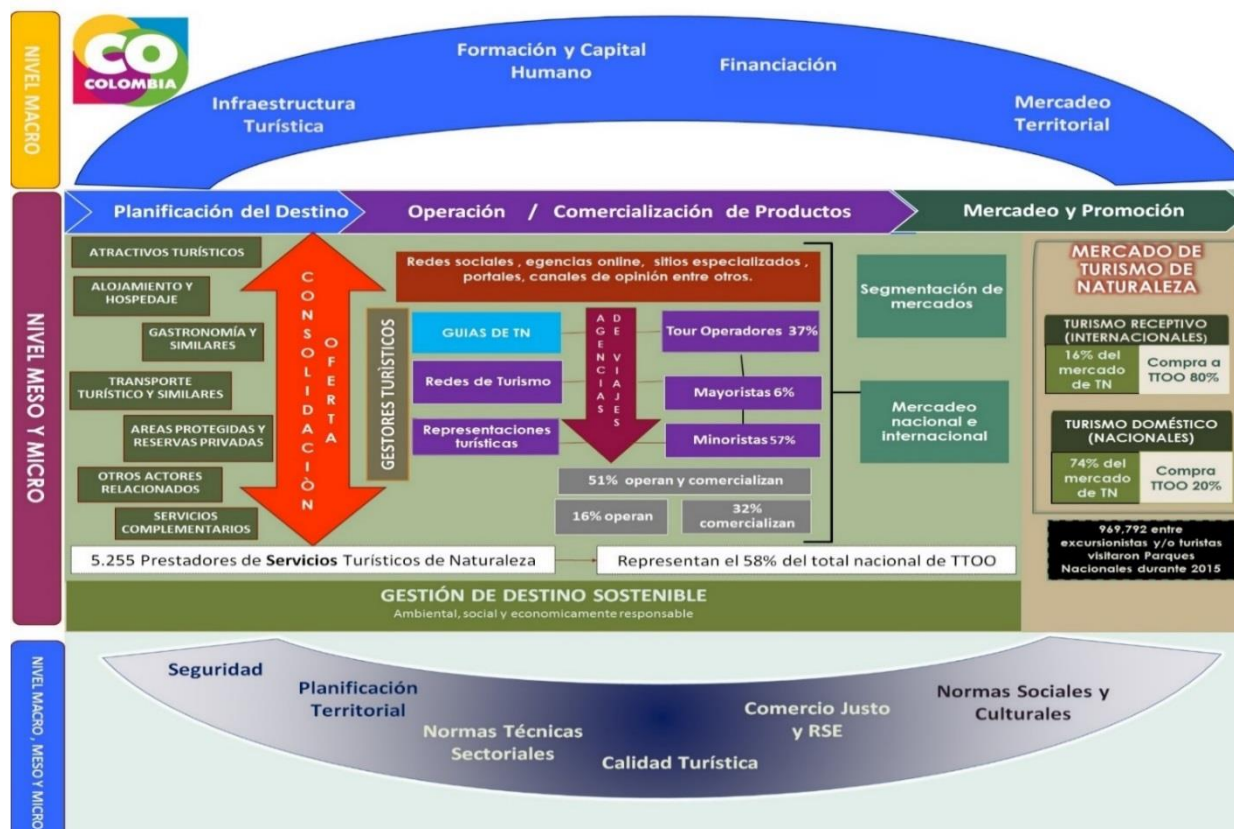 NIVEL MACRO
CO
COLOMBIA
Infraestructura
Turística
Formación y Capital
Humano
Financiación
Mercadeo
Territorial
NIVEL MESO Y MICRO
Planificación del Destino
Operación / Comercialización de Productos
Mercadeo y Promoción
ATRACTIVOS TURÍSTICOS
ALOJAMIENTO Y
HOSPEDAJE
GASTRONOMÍA Y
SIMILARES
TRANSPORTE
TURÍSTICO Y SIMILARES
AREAS PROTEGIDAS Y
RESERVAS PRIVADAS
OTROS ACTORES
RELACIONADOS
SERVICIOS
COMPLEMENTARIOS
CONSOLIDACIÒN
OFERTA
Redes sociales , egencias online, sitios especializados ,
portales, canales de opinión entre otros.
GESTORES TURÌSTICOS
GUIAS DE TN
Redes de Turismo
Representaciones
turísticas
AGENCIAS
DE VIAJES
Tour Operadores 37%
Mayoristas 6%
Minoristas 57%
51% operan y comercializan
16% operan
32%
comercializan
Segmentación de
mercados
Mercadeo
nacional e
internacional
MERCADO DE
TURISMO DE
NATURALEZA
TURISMO RECEPTIVO
(INTERNACIONALES)
16% del
mercado
de TN
Compra a
TTOO 80%
TURISMO DOMÉSTICO
(NACIONALES)
74% del
mercado
de TN
Compra
TTOO 20%
969,792 entre
excursionistas y/o turistas
visitaron Parques
Nacionales durante 2015
5.255 Prestadores de Servicios Turísticos de Naturaleza
Representan el 58% del total nacional de TTOO
GESTIÓN DE DESTINO SOSTENIBLE
Ambiental, social y economicamente responsable
NIVEL MACRO , MESO Y MICRO
Seguridad
Planificación
Territorial
Normas Técnicas
Sectoriales
Calidad Turística
Comercio Justo
y RSE
Normas Sociales y
Culturales